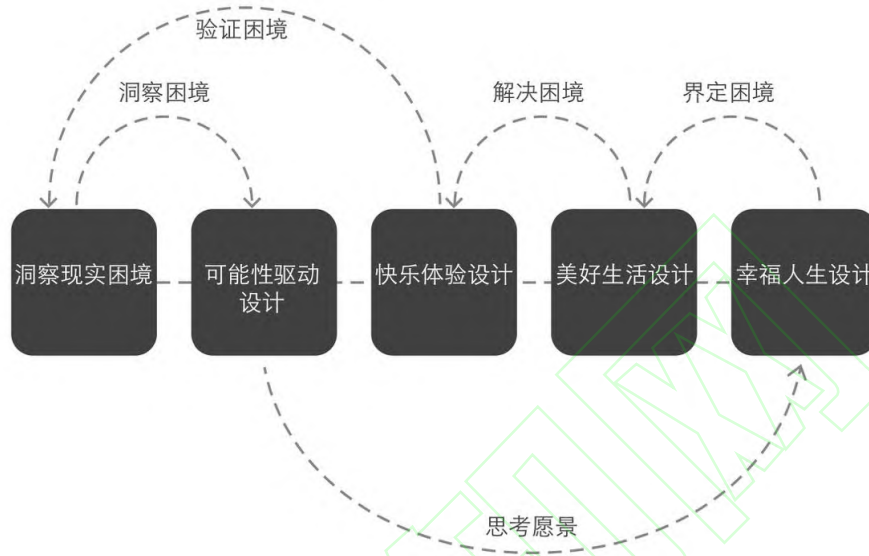 验证困境
洞察困境
解决困境
界定困境
洞察现实困境
可能性驱动
设计
快乐体验设计
美好生活设计
幸福人生设计
思考愿景